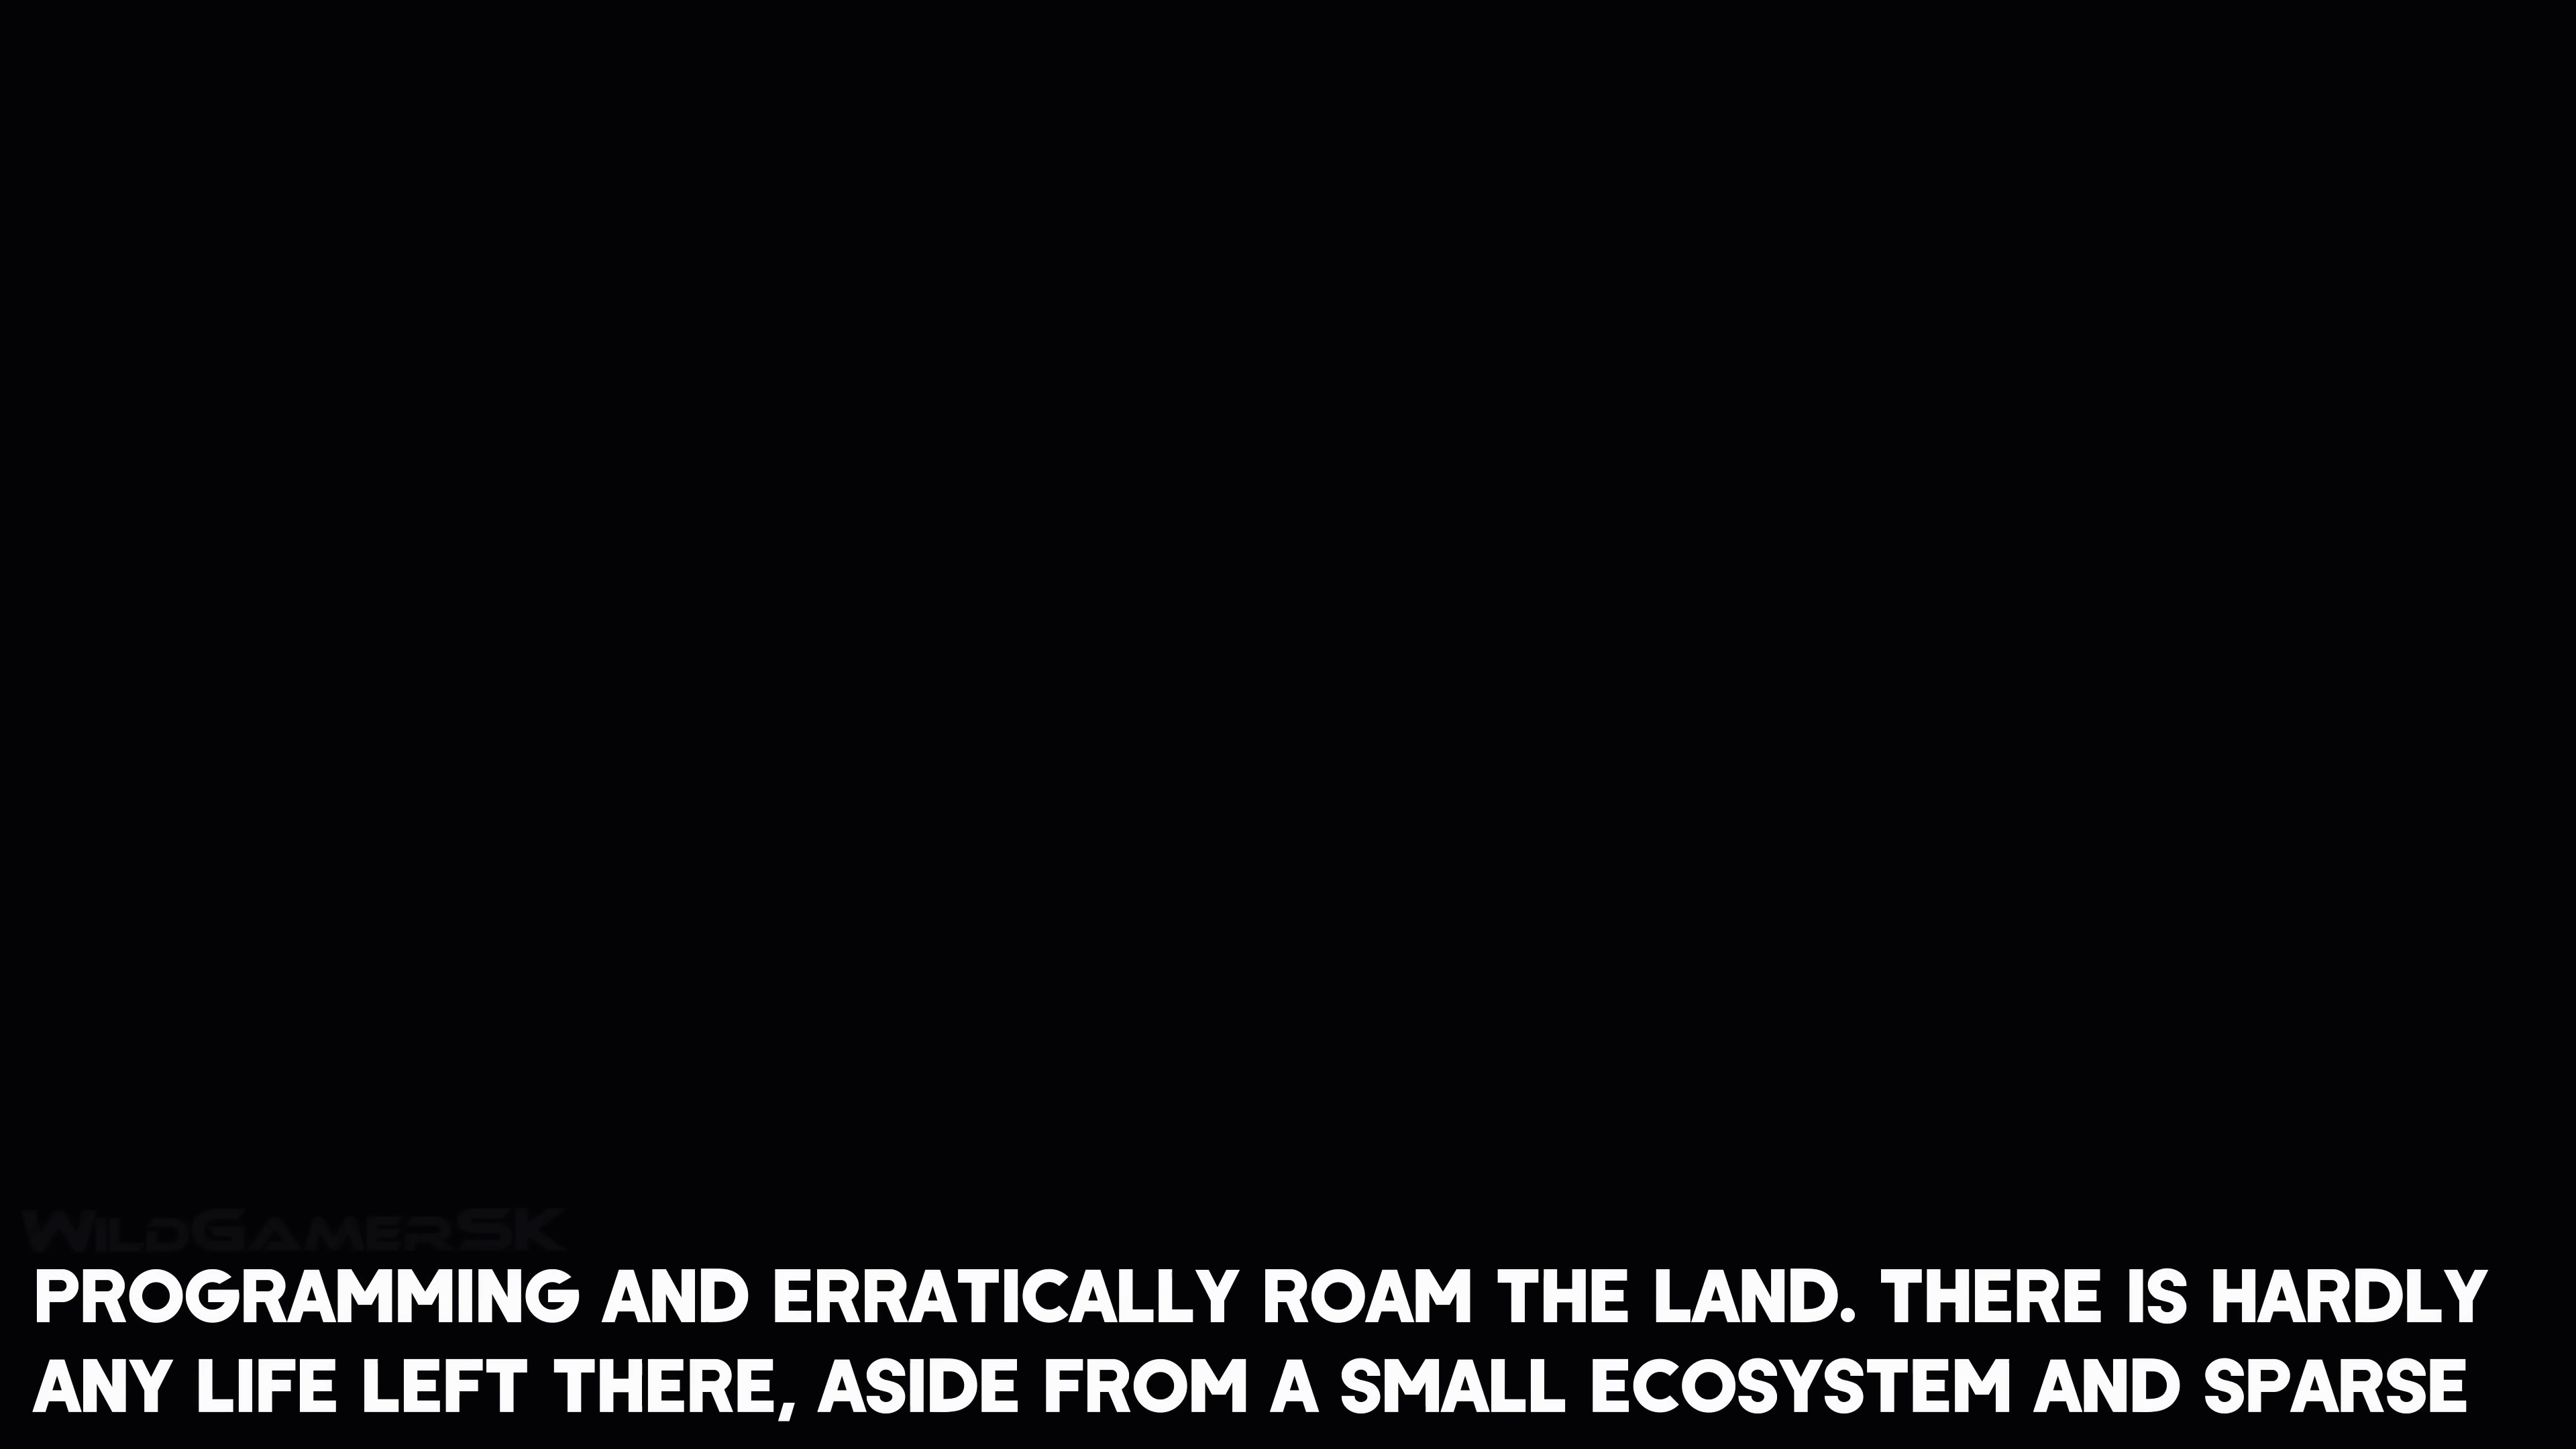 WildGamerSK
PROGRAMMING AND ERRATICALLY ROAM THE LAND. THERE IS HARDLY
ANY LIFE LEFT THERE, ASIDE FROM A SMALL ECOSYSTEM AND SPARSE